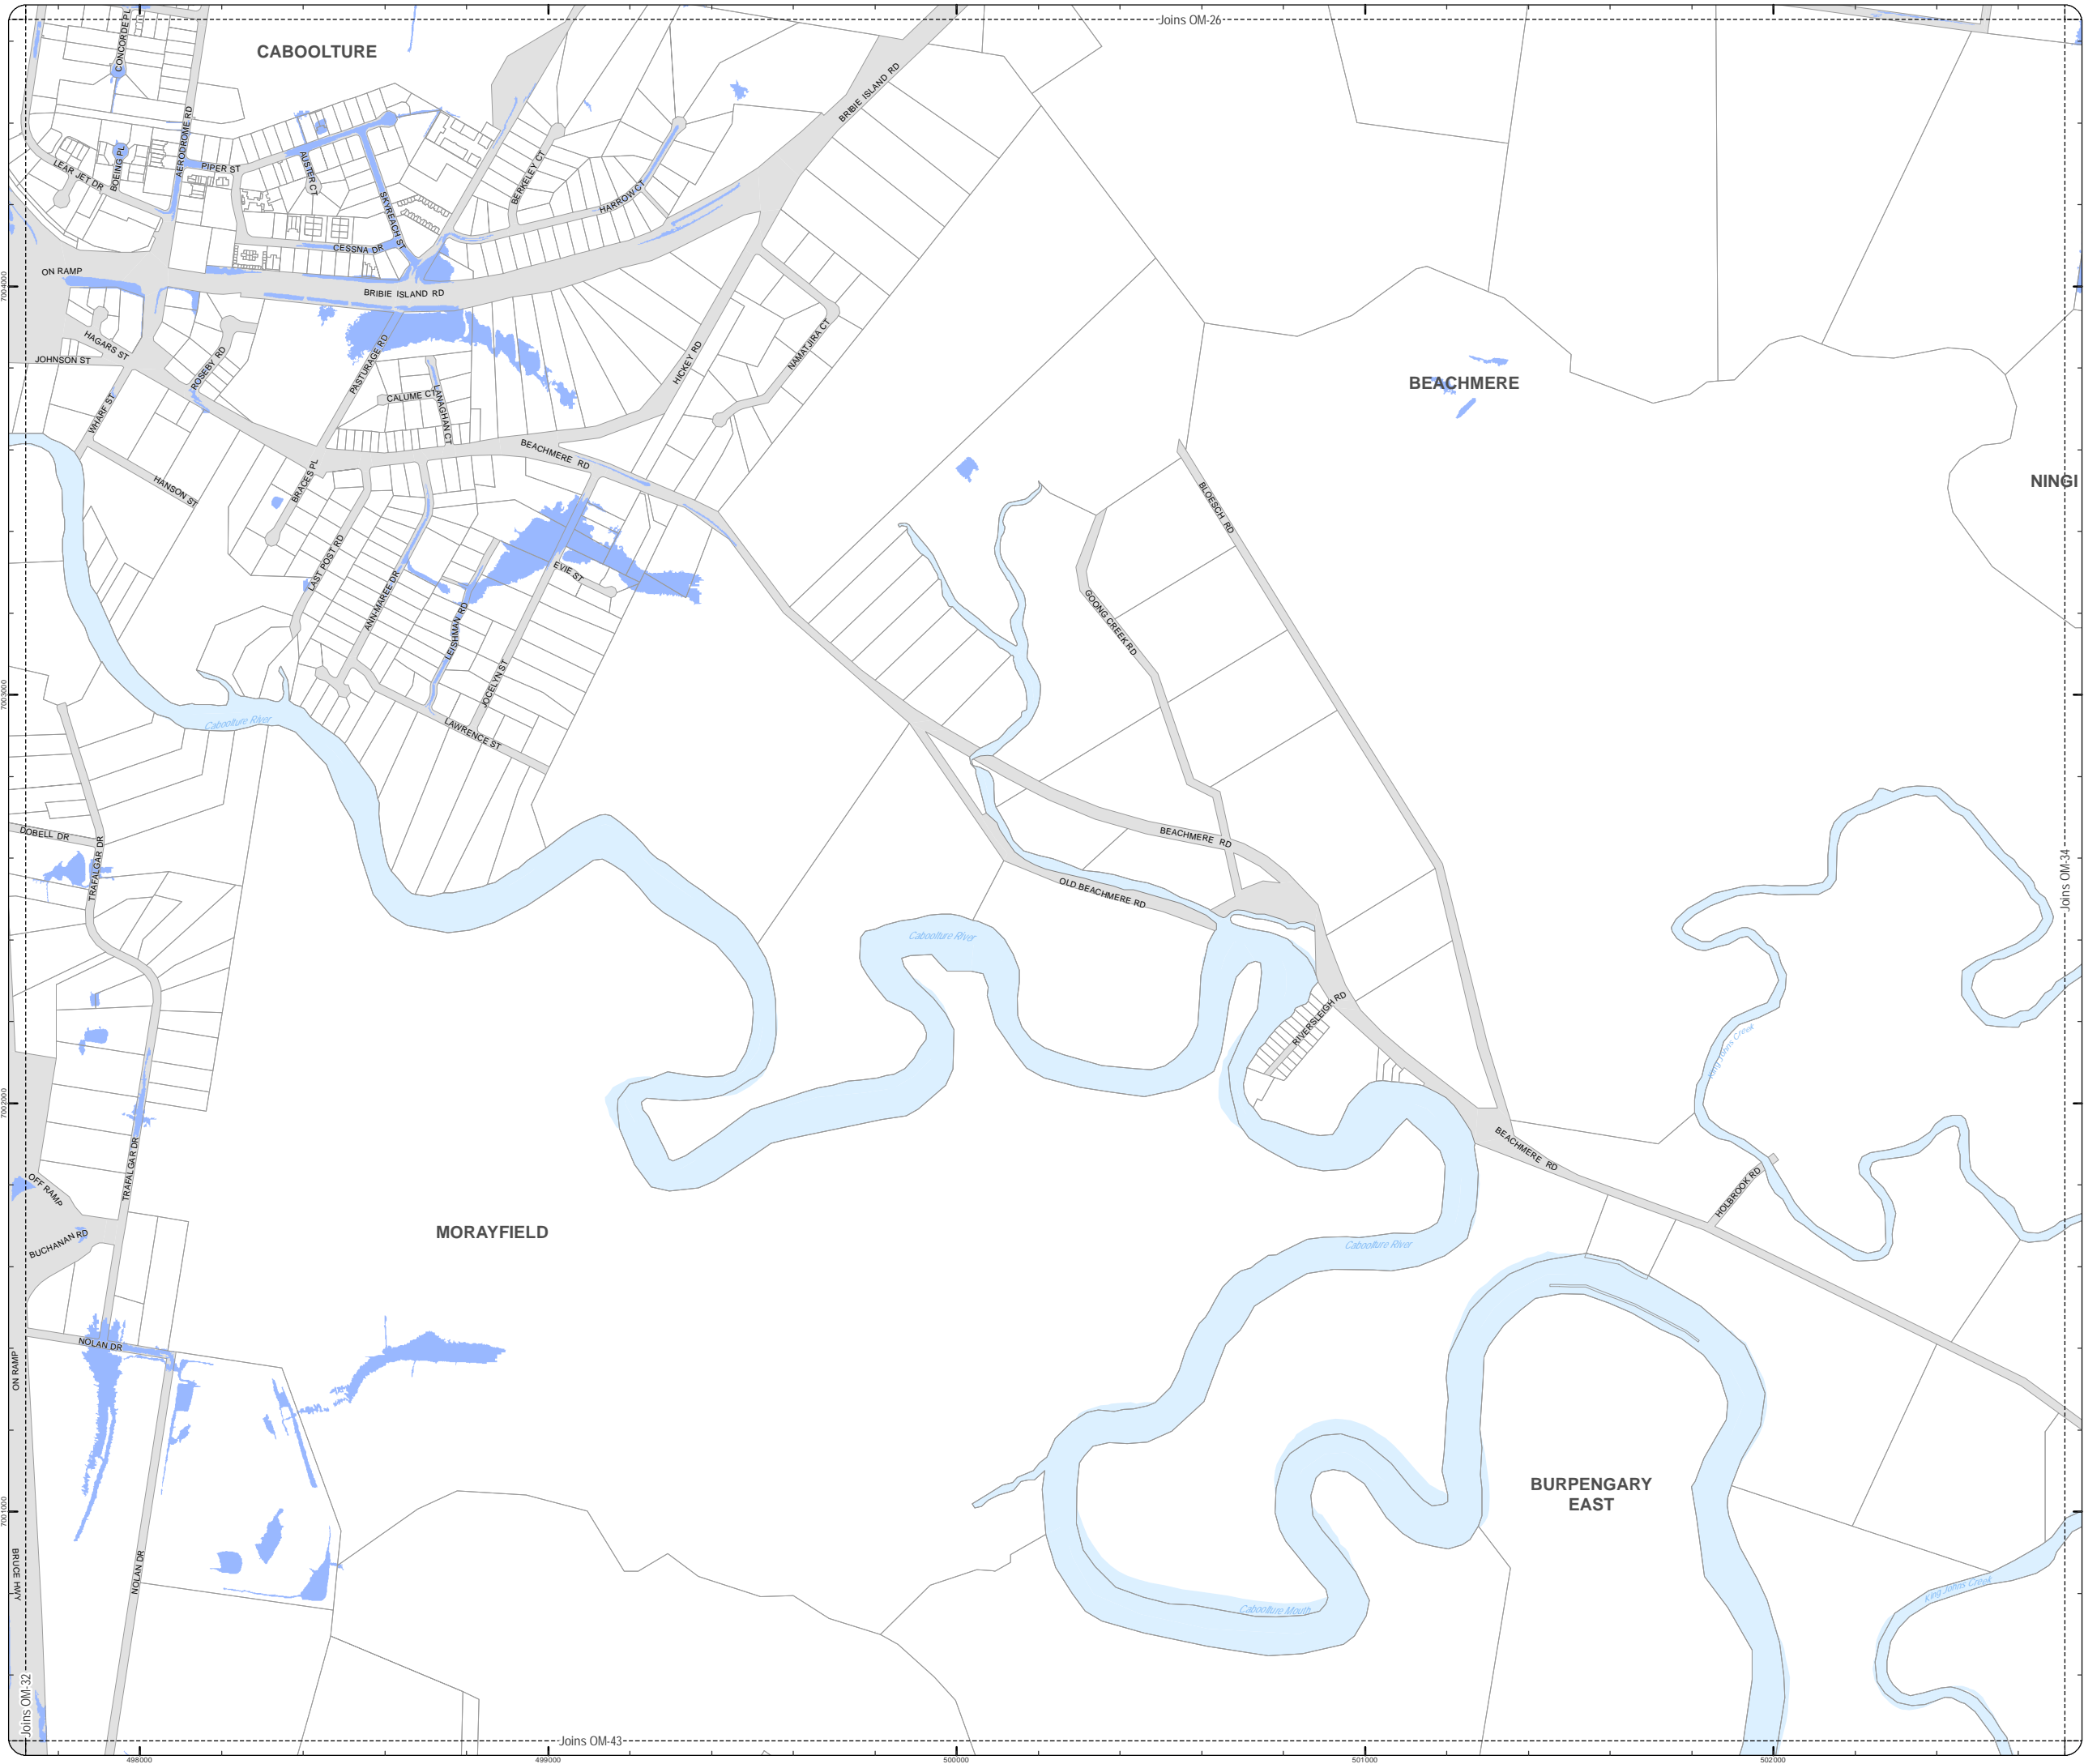 Joins OM-26
CABOOLTURE
CONCORDE PL
BRIBIE ISLAND RD
AERODROME RD
BOEING PL
LEAR JET DR
PIPER ST
AUSTER CT
BERKELEY CT
SKYREACH ST
HARROW CT
CESSNA DR
ON RAMP
7004000
BRIBIE ISLAND RD
HAGARS ST
JOHNSON ST
ROSEBY RD
PASTURAGE RD
HICKEY RD
NAMATJIRA CT
BEACHMERE
CALUME CT
LANAGHAN CT
WHARF ST
BEACHMERE RD
NINGI
BRACES PL
HANSON ST
BLOESCH RD
LAST POST RD
EVIE ST
ANN-MAREE DR
LEISHMAN RD
GOONG CREEK RD
JOCELYN ST
7003000
Caboolture River
LAWRENCE ST
DOBELL DR
TRAFALGAR DR
BEACHMERE RD
OLD BEACHMERE RD
Joins OM-34
Caboolture River
RIVERSLEIGH RD
King Johns Creek
7002000
BEACHMERE RD
TRAFALGAR DR
OFF RAMP
HOLBROOK RD
BUCHANAN RD
MORAYFIELD
Caboolture River
NOLAN DR
ON RAMP
BURPENGARY
EAST
7001000
BRUCE HWY
NOLAN DR
King Johns Creek
Caboolture Mouth
Joins OM-32
Joins OM-43
498000
499000
500000
501000
502000